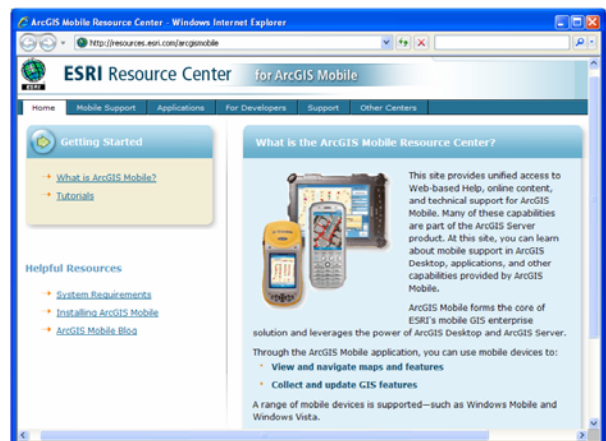 ArcGIS Mobile Resource Center - Windows Internet Explorer
http://resources.esri.com/arcgismobile
ESRI
ESRI Resource Center for ArcGIS Mobile
Home Mobile Support Applications For Developers Support Other Centers
Getting Started
What is ArcGIS Mobile?
Tutorials
Helpful Resources
System Requirements
Installing ArcGIS Mobile
ArcGIS Mobile Blog
What is the ArcGIS Mobile Resource Center?
This site provides unified access to
Web-based Help, online content,
and technical support for ArcGIS
Mobile. Many of these capabilities
are part of the ArcGIS Server
product. At this site, you can learn
about mobile support in ArcGIS
Desktop, applications, and other
capabilities provided by ArcGIS
Mobile.
ArcGIS Mobile forms the core of
ESRI's mobile GIS enterprise
solution and leverages the power of ArcGIS Desktop and ArcGIS Server.
Through the ArcGIS Mobile application, you can use mobile devices to:
View and navigate maps and features
Collect and update GIS features
A range of mobile devices is supported—such as Windows Mobile and
Windows Vista.